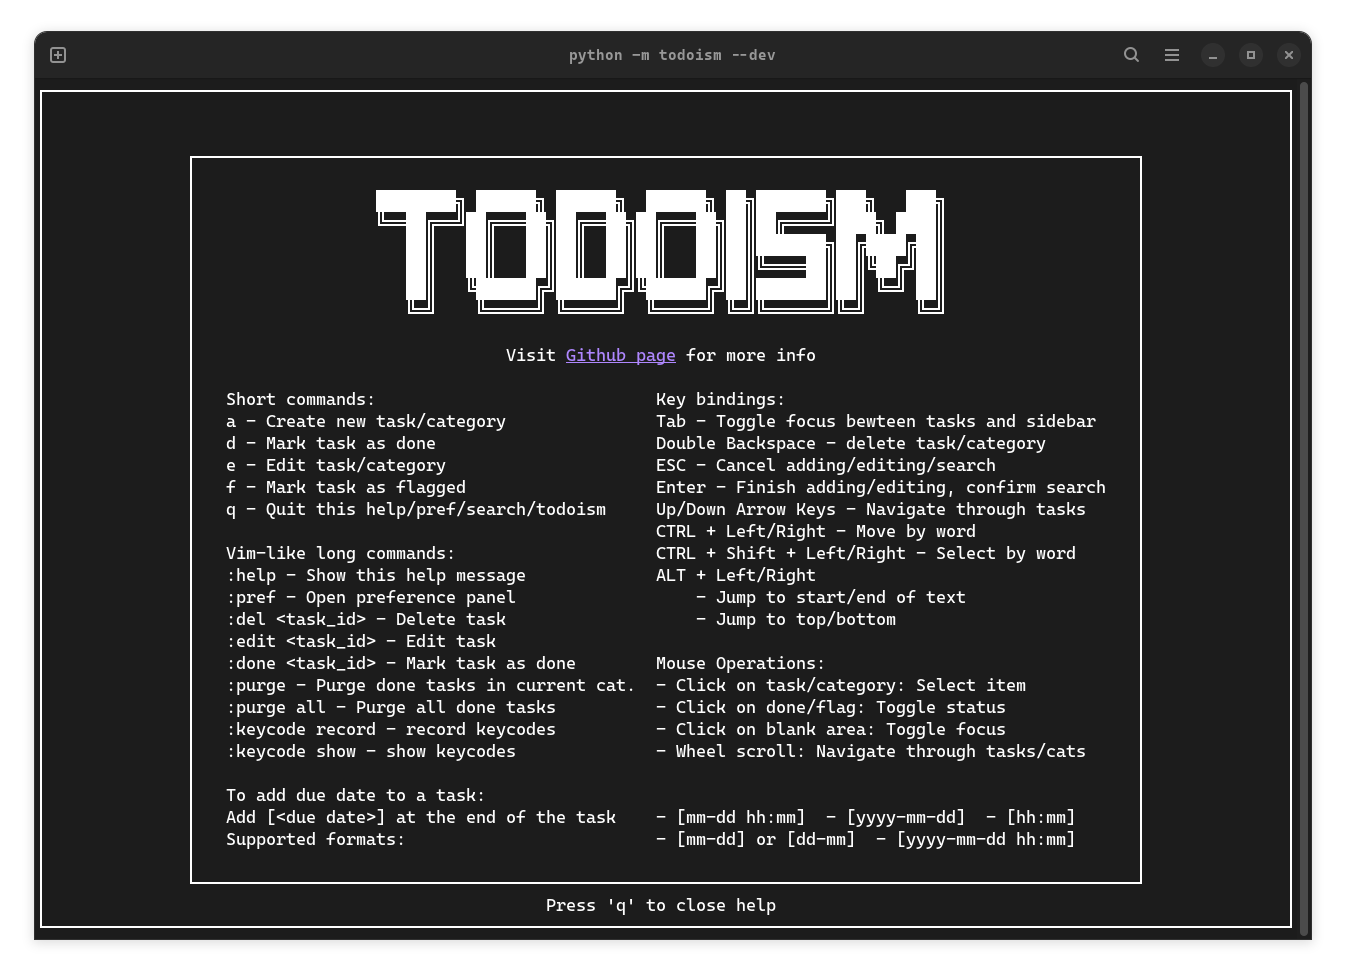 python -m todoism --dev
TODOISM
Visit Github page for more info
Short commands:
a - Create new task/category
d - Mark task as done
e - Edit task/category
f - Mark task as flagged
q - Quit this help/pref/search/todoism
Vim-like long commands:
:help - Show this help message
:pref - Open preference panel
:del <task_id> - Delete task
:edit <task_id> - Edit task
:done <task_id> - Mark task as done
:purge - Purge done tasks in current cat.
:purge all - Purge all done tasks
:keycode record - record keycodes
:keycode show - show keycodes
Key bindings:
Tab - Toggle focus bewteen tasks and sidebar
Double Backspace - delete task/category
ESC - Cancel adding/editing/search
Enter - Finish adding/editing, confirm search
Up/Down Arrow Keys - Navigate through tasks
CTRL + Left/Right - Move by word
CTRL + Shift + Left/Right - Select by word
ALT + Left/Right
- Jump to start/end of text
- Jump to top/bottom
Mouse Operations:
- Click on task/category: Select item
- Click on done/flag: Toggle status
- Click on blank area: Toggle focus
- Wheel scroll: Navigate through tasks/cats
To add due date to a task:
Add [<due date>] at the end of the task
Supported formats:
- [mm-dd hh:mm] - [yyyy-mm-dd] - [hh:mm]
- [mm-dd] or [dd-mm] - [yyyy-mm-dd hh:mm]
Press 'q' to close help